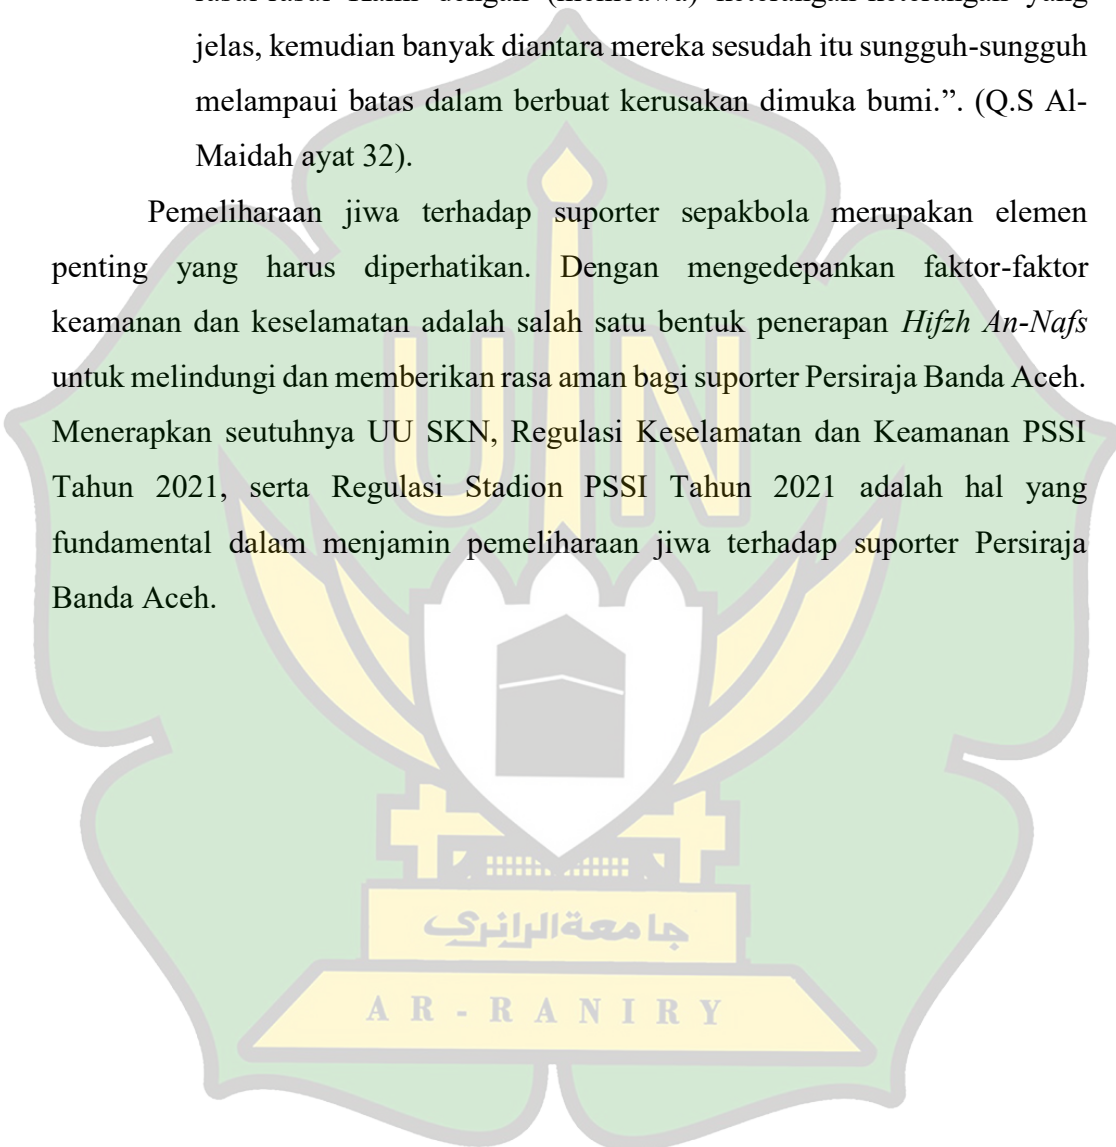 jelas, kemudian banyak diantara mereka sesudah itu sungguh-sungguh
melampaui batas dalam berbuat kerusakan dimuka bumi.”. (Q.S Al-
Maidah ayat 32).
Pemeliharaan jiwa terhadap suporter sepakbola merupakan elemen
penting yang harus diperhatikan. Dengan mengedepankan faktor-faktor
keamanan dan keselamatan adalah salah satu bentuk penerapan Hifzh An-Nafs
untuk melindungi dan memberikan rasa aman bagi suporter Persiraja Banda Aceh.
Menerapkan seutuhnya UU SKN, Regulasi Keselamatan dan Keamanan PSSI
Tahun 2021, serta Regulasi Stadion PSSI Tahun 2021 adalah hal yang
fundamental dalam menjamin pemeliharaan jiwa terhadap suporter Persiraja
Banda Aceh.
UIN
جامعة الرانري
AR-RANIRY